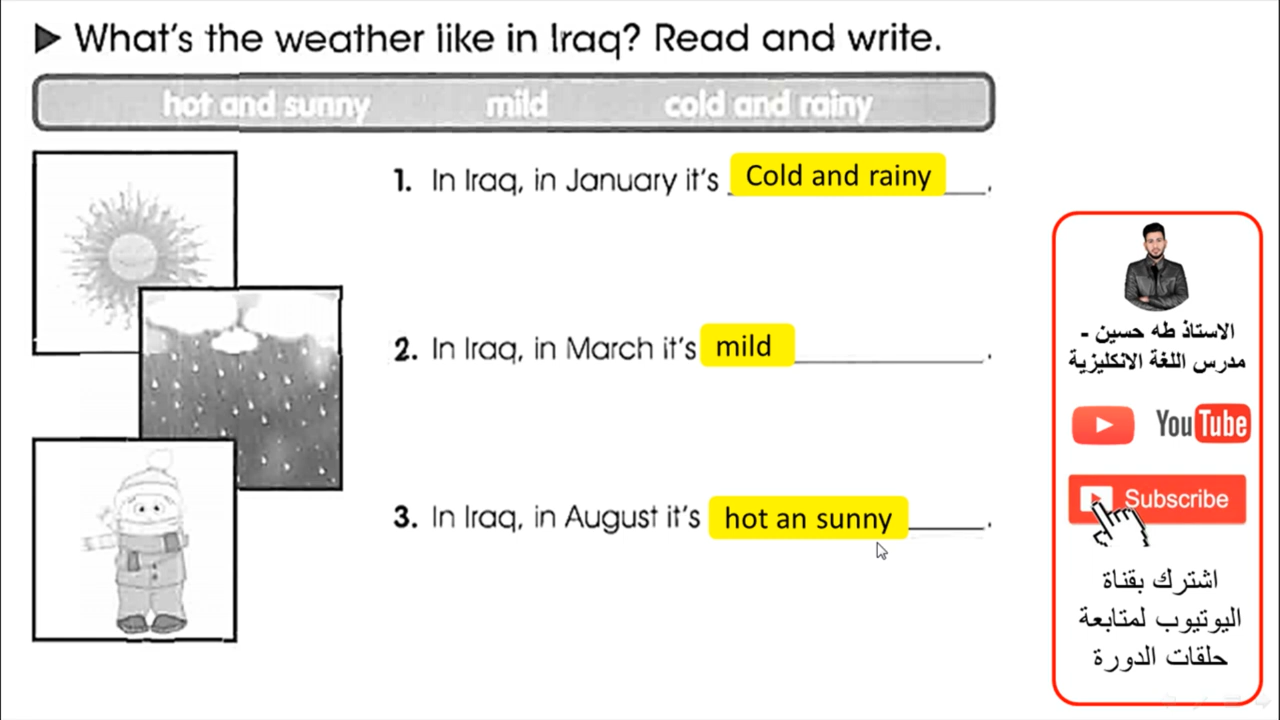 What's the weather like in Iraq? Read and write.
hot and sunny mild cold and rainy
1. In Iraq, in January it's Cold and rainy.
2. In Iraq, in March it's mild.
3. In Iraq, in August it's hot an sunny.
الاستاذ طه حسين -
مدرس اللغة الانكليزية
YouTube
Subscribe
اشترك بقناة
اليوتيوب لمتابعة
حلقات الدورة